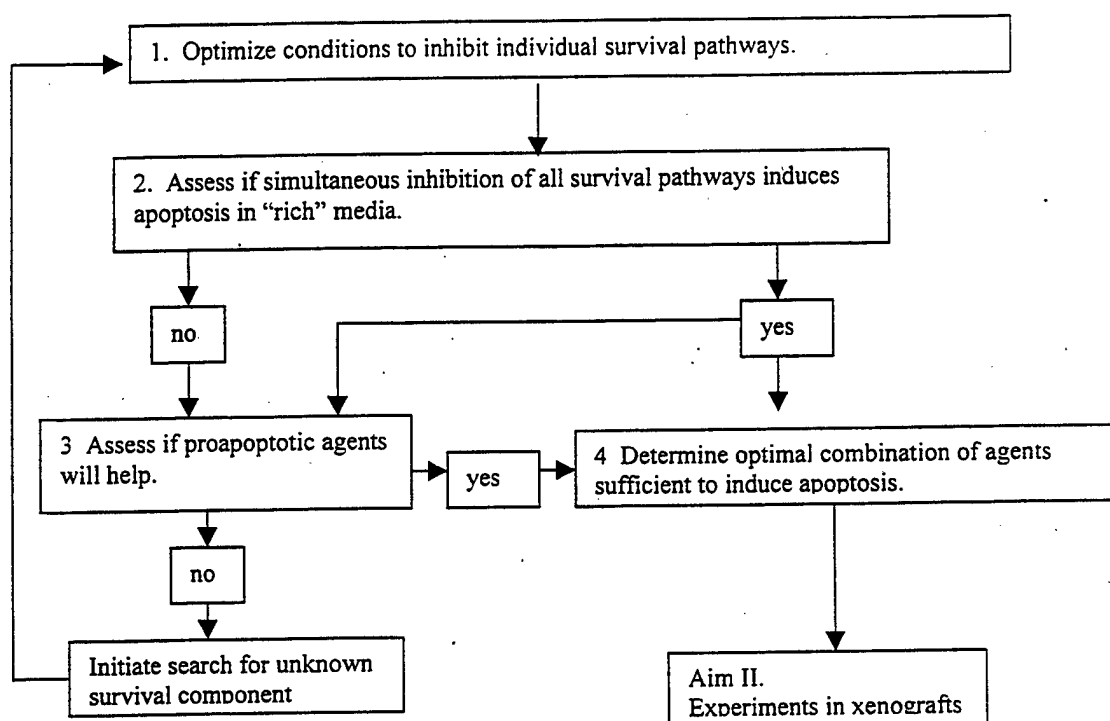 1. Optimize conditions to inhibit individual survival pathways.
2. Assess if simultaneous inhibition of all survival pathways induces
apoptosis in “rich” media.
no
yes
3 Assess if proapoptotic agents
will help.
yes
4 Determine optimal combination of agents
sufficient to induce apoptosis.
no
Initiate search for unknown
survival component
Aim II.
Experiments in xenografts